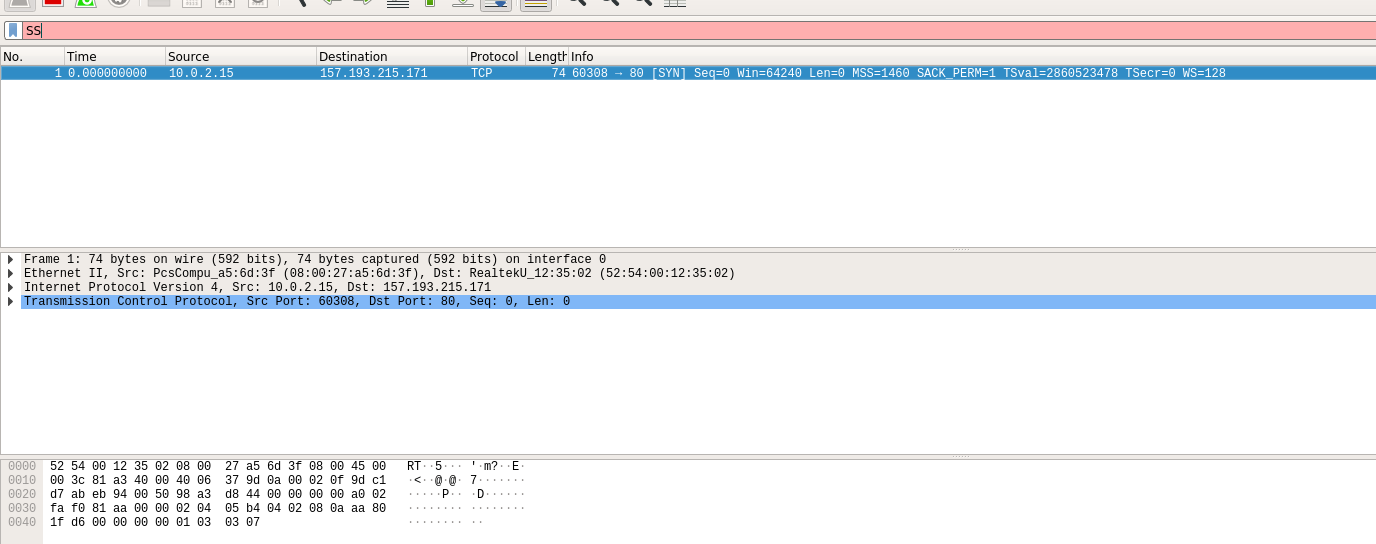 SS
No. Time Source Destination Protocol Length Info
1 0.000000000 10.0.2.15 157.193.215.171 TCP 74 60308 → 80 [SYN] Seq=0 Win=64240 Len=0 MSS=1460 SACK_PERM=1 TSval=2860523478 TSecr=0 WS=128
Frame 1: 74 bytes on wire (592 bits), 74 bytes captured (592 bits) on interface 0
Ethernet II, Src: PcsCompu_a5:6d:3f (08:00:27:a5:6d:3f), Dst: RealtekU_12:35:02 (52:54:00:12:35:02)
Internet Protocol Version 4, Src: 10.0.2.15, Dst: 157.193.215.171
Transmission Control Protocol, Src Port: 60308, Dst Port: 80, Seq: 0, Len: 0
0000 52 54 00 12 35 02 08 00 27 a5 6d 3f 08 00 45 00 RT··5··· '·m?··E·
0010 00 3c 81 a3 40 00 40 06 37 9d 0a 00 02 0f 9d c1 ·<··@·@· 7·······
0020 d7 ab eb 94 00 50 98 a3 d8 44 00 00 00 00 a0 02 ·····P·· ·D······
0030 fa f0 81 aa 00 00 02 04 05 b4 04 02 08 0a aa 80 ········ ········
0040 1f d6 00 00 00 00 01 03 03 07 ········ ··